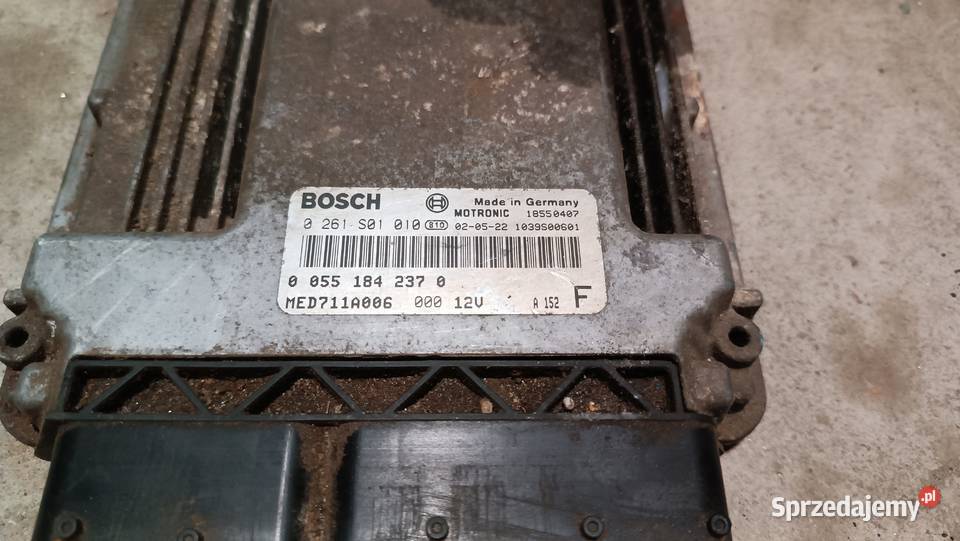 BOSCH Made in Germany
MOTRONIC 18550407
0 261 S01 010 810 02-05-22 1039S00601
0 055 184 237 0
MED711A006 000 12V A 152 F
Sprzedajemy .pl